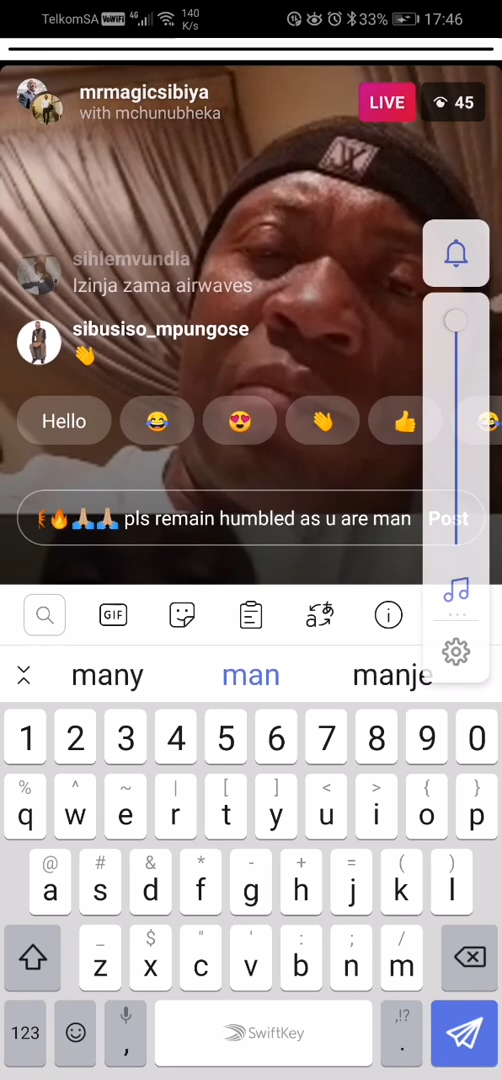 TelkomSA VoWiFi 4G 140 K/s 33% 17:46
mrmagicsibiya
with mchunubheka
LIVE 45
sihlemvundla
Izinja zama airwaves
sibusiso_mpungose
👋
Hello 😂 😍 👋 👍 😂
🔥🙏🏼🙏🏼 pls remain humbled as u are man Post
GIF
many man manje
1 2 3 4 5 6 7 8 9 0
% ^ ~ | [ ] < > { }
q w e r t y u i o p
@ # & * - + = ( )
a s d f g h j k l
_ $ " ' : ; /
z x c v b n m
123 , SwiftKey ,!? .